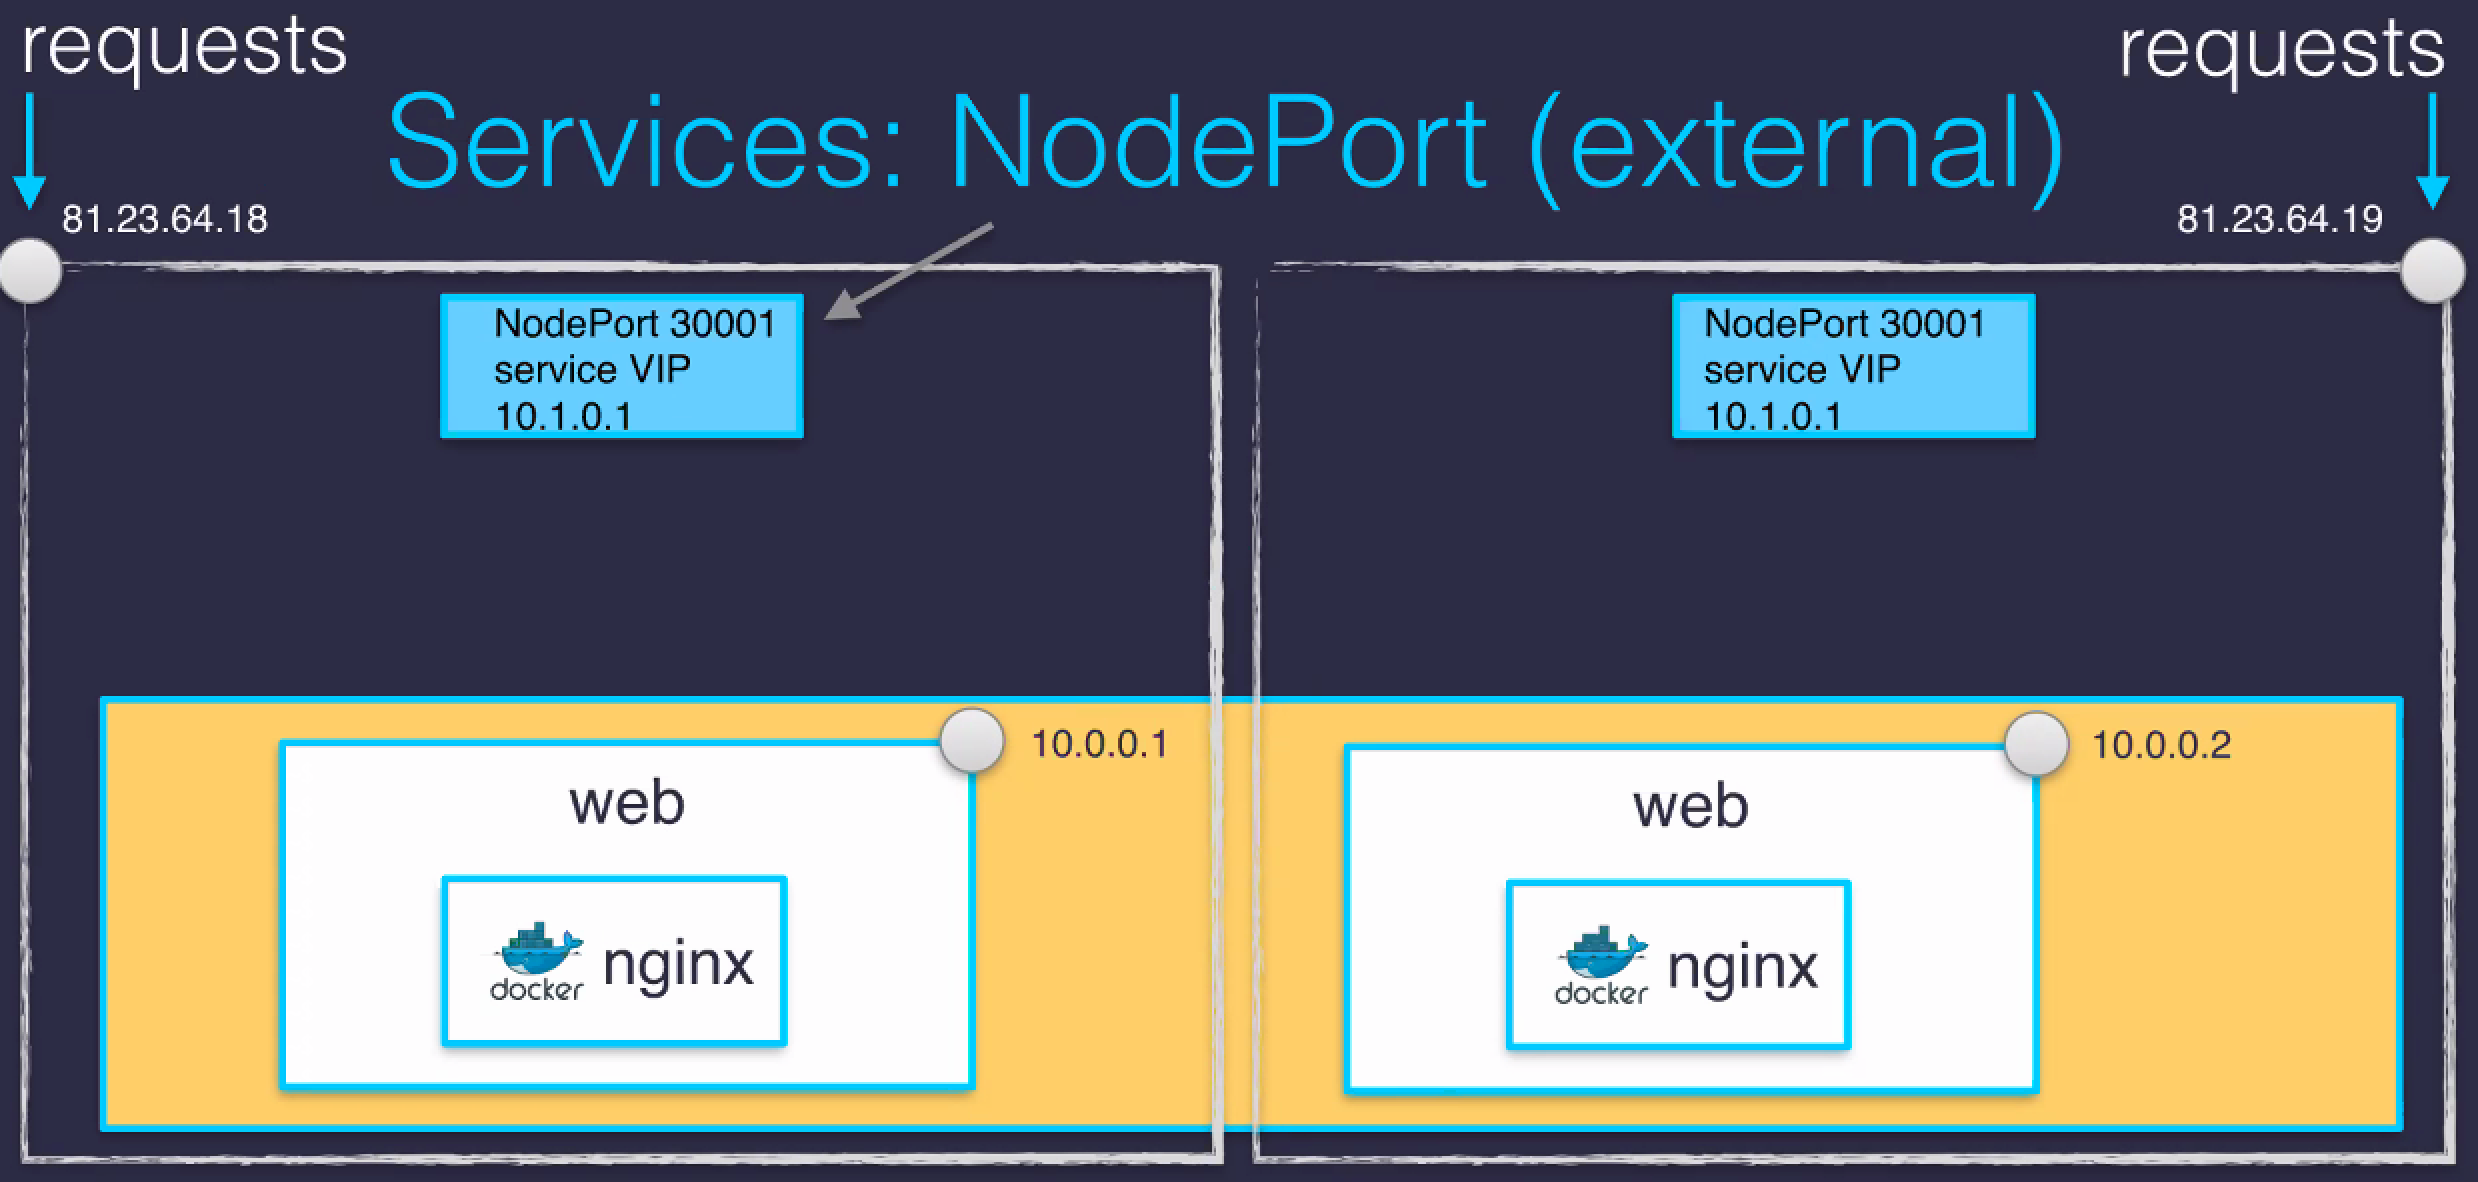 requests
requests
Services: NodePort (external)
81.23.64.18
81.23.64.19
NodePort 30001
service VIP
10.1.0.1
NodePort 30001
service VIP
10.1.0.1
10.0.0.1
web
docker
nginx
10.0.0.2
web
docker
nginx